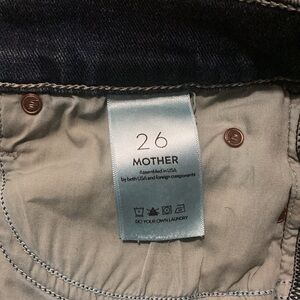 26
MOTHER
Assembled in USA
by both USA and foreign components
DO YOUR OWN LAUNDRY